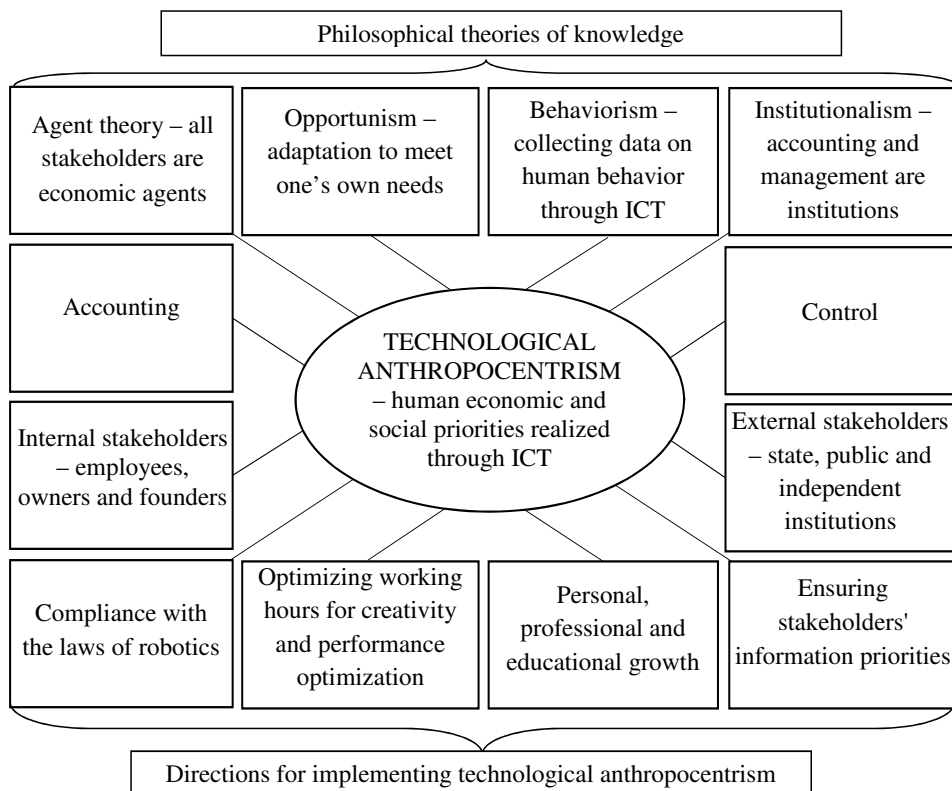 Philosophical theories of knowledge
Agent theory – all
stakeholders are
economic agents
Opportunism –
adaptation to meet
one’s own needs
Behaviorism –
collecting data on
human behavior
through ICT
Institutionalism –
accounting and
management are
institutions
Accounting
TECHNOLOGICAL
ANTHROPOCENTRISM
– human economic and
social priorities realized
through ICT
Control
Internal stakeholders
– employees,
owners and founders
External stakeholders
– state, public and
independent
institutions
Compliance with
the laws of robotics
Optimizing working
hours for creativity
and performance
optimization
Personal,
professional and
educational growth
Ensuring
stakeholders'
information priorities
Directions for implementing technological anthropocentrism